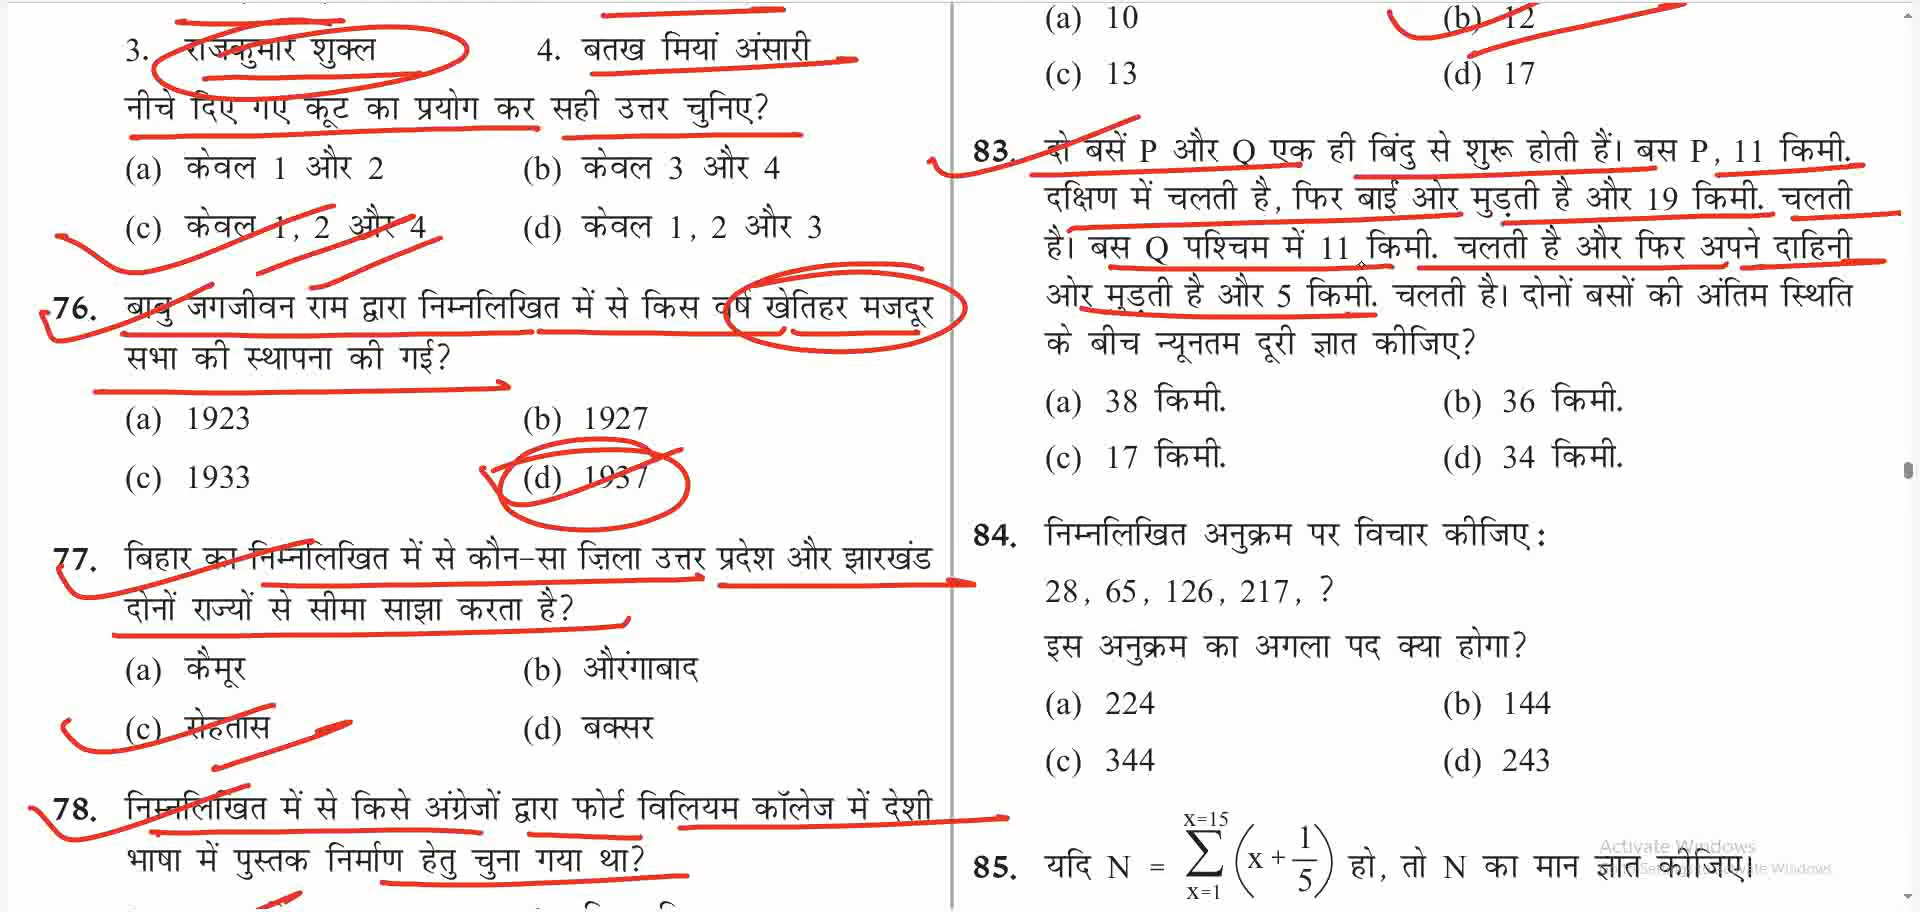 3. राजकुमार शुक्ल 4. बतख मियां अंसारी
नीचे दिए गए कूट का प्रयोग कर सही उत्तर चुनिए?
(a) केवल 1 और 2 (b) केवल 3 और 4
(c) केवल 1, 2 और 4 (d) केवल 1, 2 और 3
76. बाबु जगजीवन राम द्वारा निम्नलिखित में से किस वर्ष खेतिहर मजदूर
सभा की स्थापना की गई?
(a) 1923 (b) 1927
(c) 1933 (d) 1937
77. बिहार का निम्नलिखित में से कौन-सा ज़िला उत्तर प्रदेश और झारखंड
दोनों राज्यों से सीमा साझा करता है?
(a) कैमूर (b) औरंगाबाद
(c) रोहतास (d) बक्सर
78. निम्नलिखित में से किसे अंग्रेजों द्वारा फोर्ट विलियम कॉलेज में देशी
भाषा में पुस्तक निर्माण हेतु चुना गया था?
(a) 10 (b) 12
(c) 13 (d) 17
83. दो बसें P और Q एक ही बिंदु से शुरू होती हैं। बस P, 11 किमी.
दक्षिण में चलती है, फिर बाईं ओर मुड़ती है और 19 किमी. चलती
है। बस Q पश्चिम में 11 किमी. चलती है और फिर अपने दाहिनी
ओर मुड़ती है और 5 किमी. चलती है। दोनों बसों की अंतिम स्थिति
के बीच न्यूनतम दूरी ज्ञात कीजिए?
(a) 38 किमी. (b) 36 किमी.
(c) 17 किमी. (d) 34 किमी.
84. निम्नलिखित अनुक्रम पर विचार कीजिए :
28, 65, 126, 217, ?
इस अनुक्रम का अगला पद क्या होगा?
(a) 224 (b) 144
(c) 344 (d) 243
85. यदि N = ∑_{x=1}^{x=15} (x + 1/5) हो, तो N का मान ज्ञात कीजिए।
Activate Windows